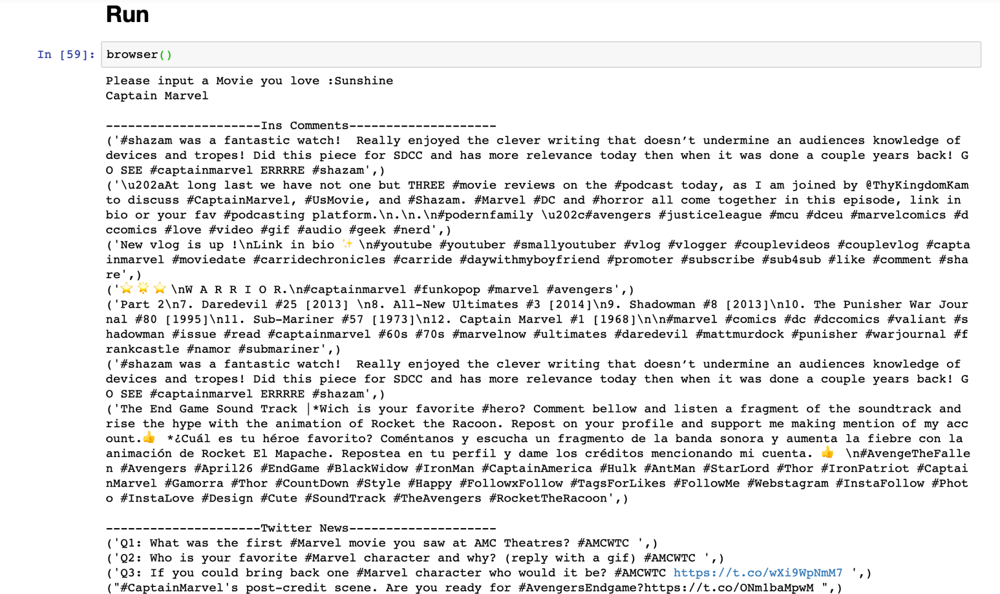 Run
In [59]: browser()
Please input a Movie you love :Sunshine
Captain Marvel
---------------------Ins Comments--------------------
('#shazam was a fantastic watch!  Really enjoyed the clever writing that doesn’t undermine an audiences knowledge of
devices and tropes! Did this piece for SDCC and has more relevance today then when it was done a couple years back! G
O SEE #captainmarvel ERRRRE #shazam',)
('\u202aAt long last we have not one but THREE #movie reviews on the #podcast today, as I am joined by @ThyKingdomKam
to discuss #CaptainMarvel, #UsMovie, and #Shazam. #Marvel #DC and #horror all come together in this episode, link in
bio or your fav #podcasting platform.\n.\n.\n#podernfamily \u202c#avengers #justiceleague #mcu #dceu #marvelcomics #d
ccomics #love #video #gif #audio #geek #nerd',)
('New vlog is up !\nLink in bio ✨ \n#youtube #youtuber #smallyoutuber #vlog #vlogger #couplevideos #couplevlog #capta
inmarvel #moviedate #carridechronicles #carride #daywithmyboyfriend #promoter #subscribe #sub4sub #like #comment #sha
re',)
('⭐️🌟⭐️\nW A R R I O R.\n#captainmarvel #funkopop #marvel #avengers',)
('Part 2\n7. Daredevil #25 [2013] \n8. All-New Ultimates #3 [2014]\n9. Shadowman #8 [2013]\n10. The Punisher War Jour
nal #80 [1995]\n11. Sub-Mariner #57 [1973]\n12. Captain Marvel #1 [1968]\n\n#marvel #comics #dc #dccomics #valiant #s
hadowman #issue #read #captainmarvel #60s #70s #marvelnow #ultimates #daredevil #mattmurdock #punisher #warjournal #f
rankcastle #namor #submariner',)
('#shazam was a fantastic watch!  Really enjoyed the clever writing that doesn’t undermine an audiences knowledge of
devices and tropes! Did this piece for SDCC and has more relevance today then when it was done a couple years back! G
O SEE #captainmarvel ERRRRE #shazam',)
('The End Game Sound Track |*Wich is your favorite #hero? Comment bellow and listen a fragment of the soundtrack and
rise the hype with the animation of Rocket the Racoon. Repost on your profile and support me making mention of my acc
ount.👍  *¿Cuál es tu héroe favorito? Coméntanos y escucha un fragmento de la banda sonora y aumenta la fiebre con la
animación de Rocket El Mapache. Repostea en tu perfil y dame los créditos mencionando mi cuenta. 👍  \n#AvengeTheFalle
n #Avengers #April26 #EndGame #BlackWidow #IronMan #CaptainAmerica #Hulk #AntMan #StarLord #Thor #IronPatriot #Captai
nMarvel #Gamorra #Thor #CountDown #Style #Happy #FollowxFollow #TagsForLikes #FollowMe #Webstagram #InstaFollow #Phot
o #InstaLove #Design #Cute #SoundTrack #TheAvengers #RocketTheRacoon',)
---------------------Twitter News--------------------
('Q1: What was the first #Marvel movie you saw at AMC Theatres? #AMCWTC ',)
('Q2: Who is your favorite #Marvel character and why? (reply with a gif) #AMCWTC ',)
('Q3: If you could bring back one #Marvel character who would it be? #AMCWTC https://t.co/wXi9WpNmM7 ',)
("#CaptainMarvel's post-credit scene. Are you ready for #AvengersEndgame?https://t.co/ONm1baMpwM ",)